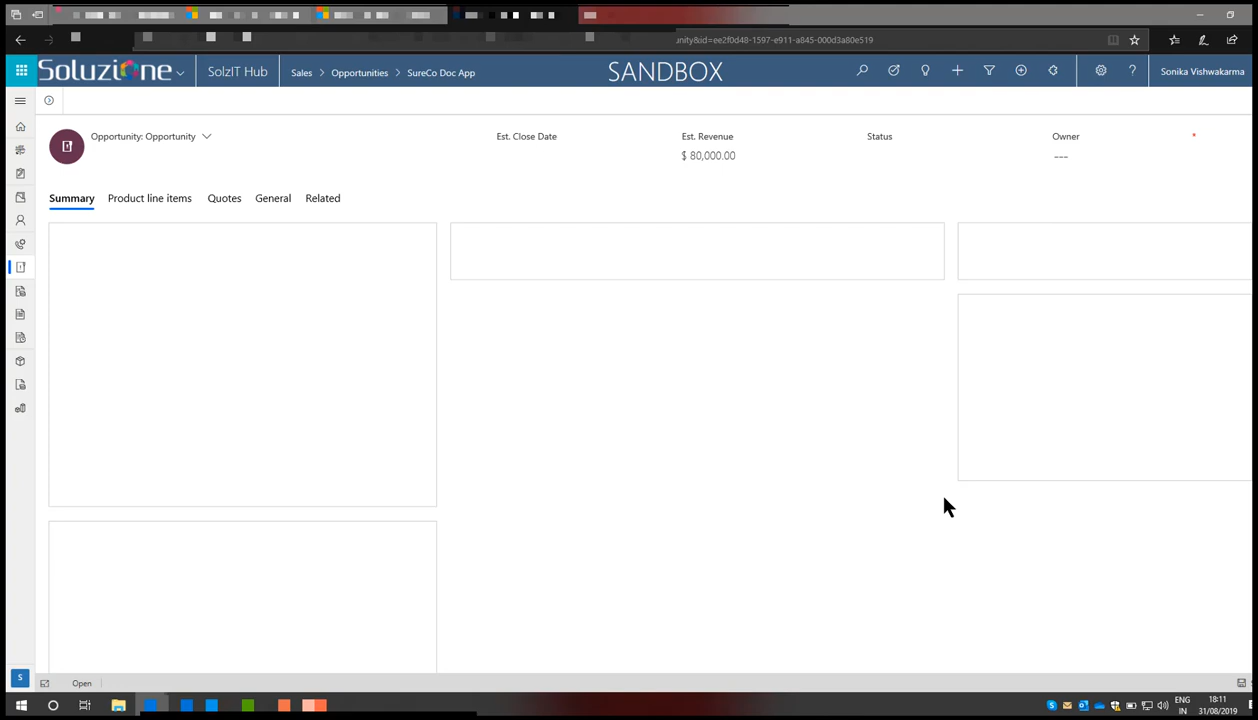 unity&id=ee2f0d48-1597-e911-a845-000d3a80e519
Soluzione
SolzIT Hub
Sales
Opportunities
SureCo Doc App
SANDBOX
Sonika Vishwakarma
Opportunity: Opportunity
Est. Close Date
Est. Revenue
$ 80,000.00
Status
Owner
*
---
Summary
Product line items
Quotes
General
Related
S
Open
ENG
IN
18:11
31/08/2019